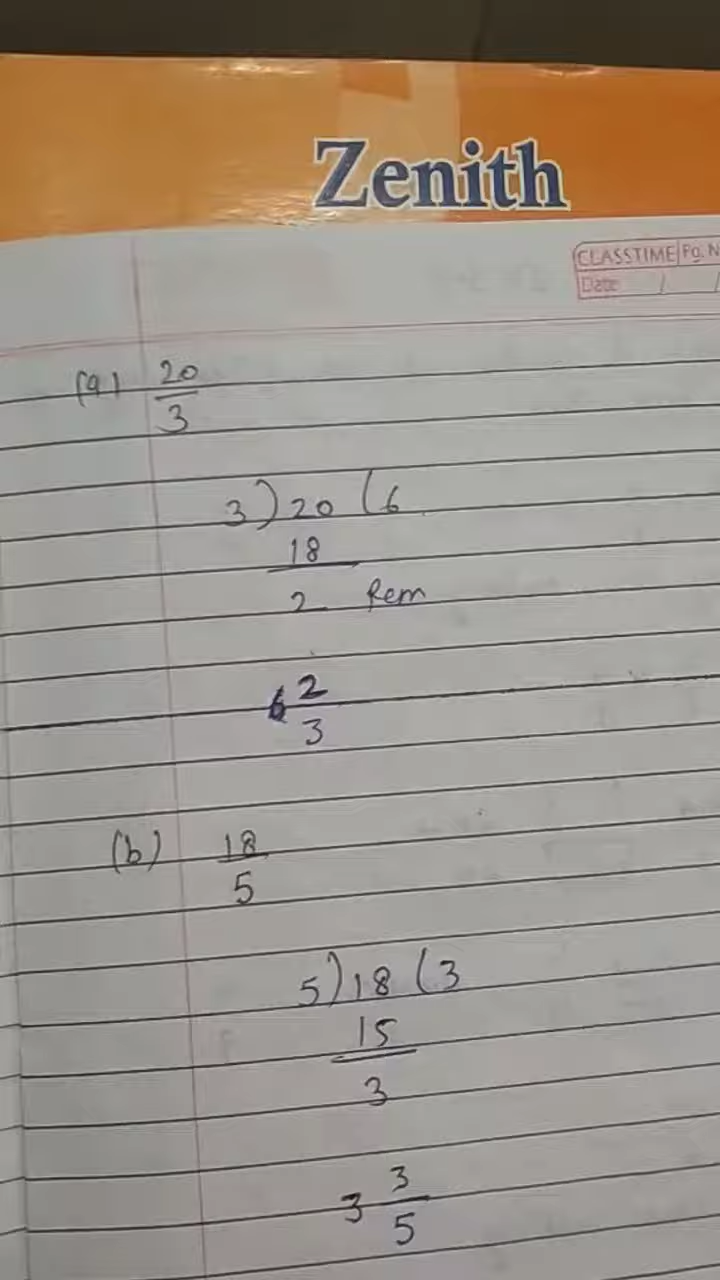 Zenith
CLASSTIME Pg. N
Date / /
(a) 20
3
3 ) 20 ( 6
18
2 Rem
6 2
3
(b) 18
5
5 ) 18 ( 3
15
3
3 3
5